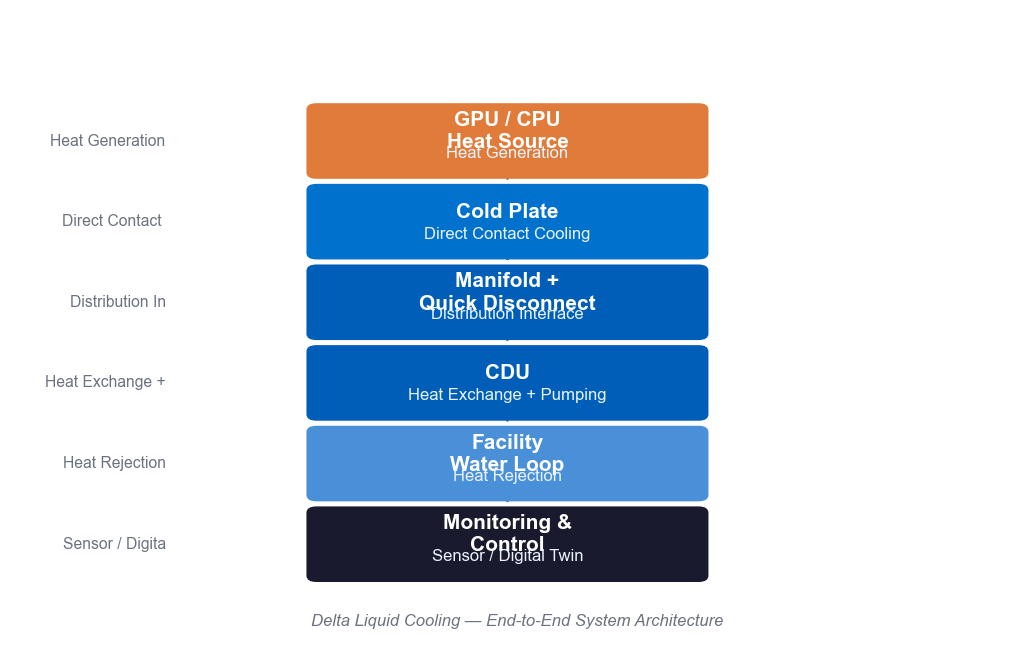 GPU / CPU
Heat Source
Heat Generation
Heat Generation
Cold Plate
Direct Contact
Direct Contact Cooling
Manifold +
Quick Disconnect
Distribution In
Distribution Interface
CDU
Heat Exchange +
Heat Exchange + Pumping
Facility
Water Loop
Heat Rejection
Heat Rejection
Monitoring &
Control
Sensor / Digita
Sensor / Digital Twin
Delta Liquid Cooling — End-to-End System Architecture